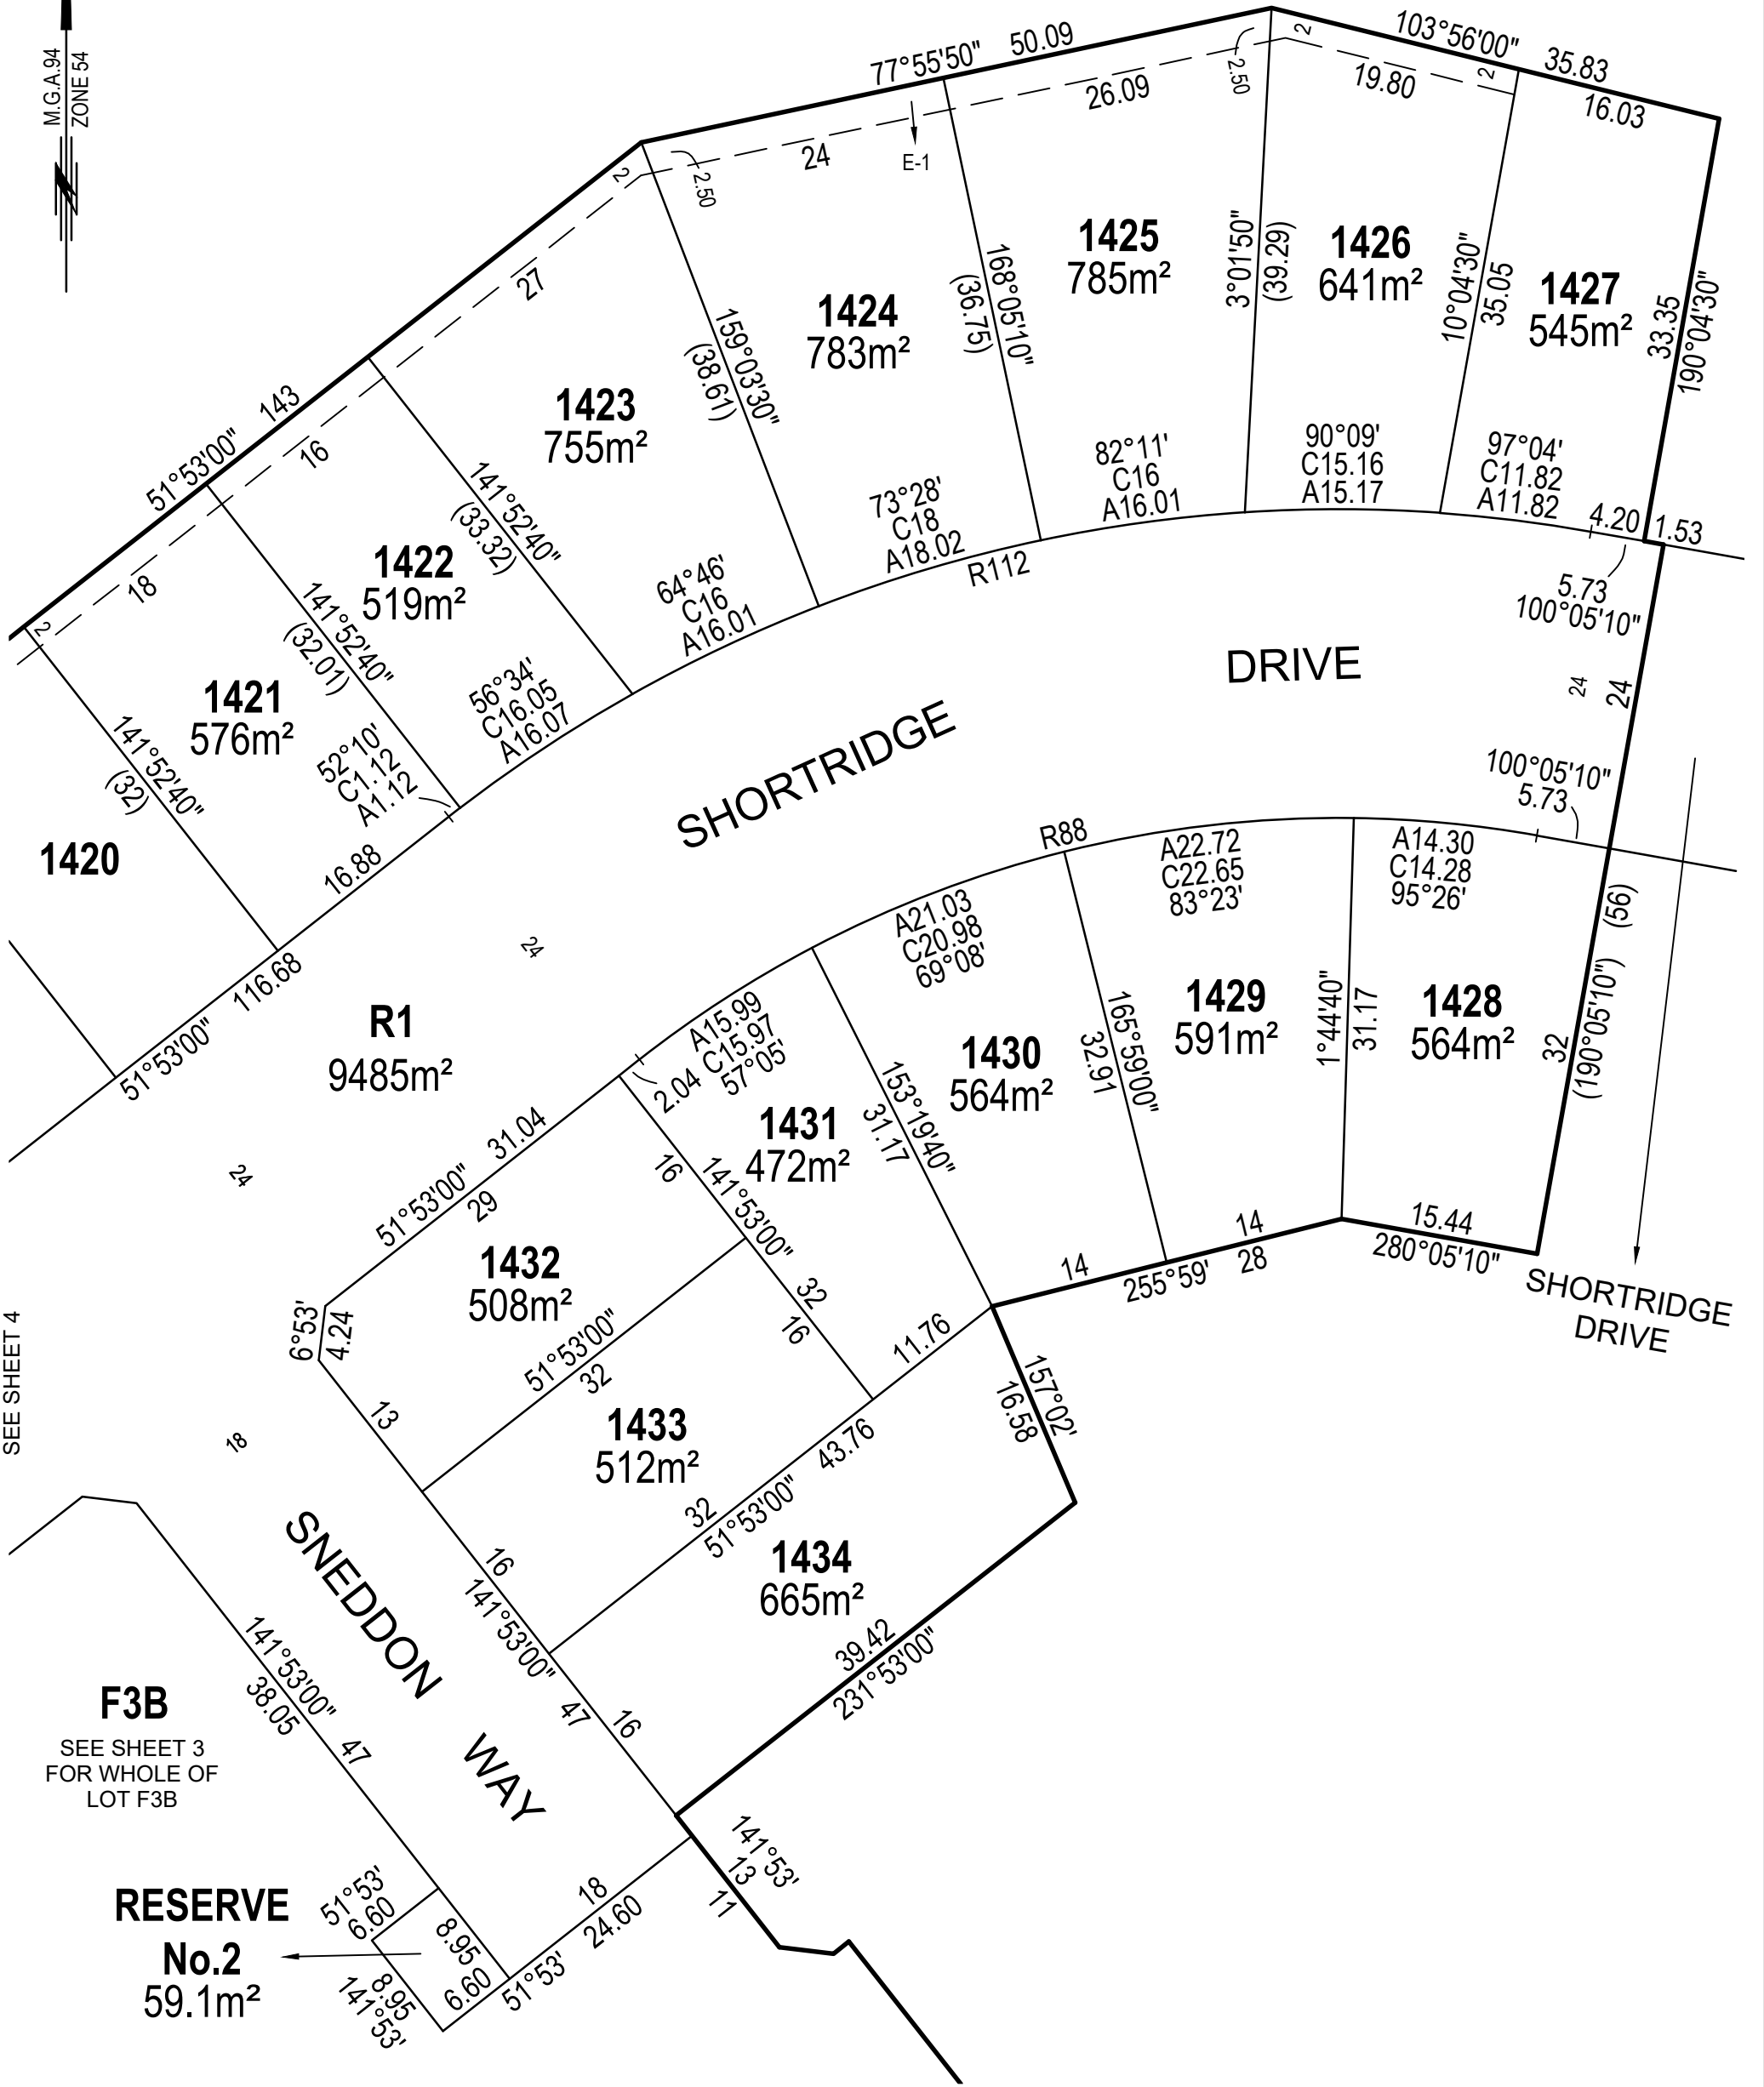 M.G.A.94
ZONE 54
77°55'50" 50.09
103°56'00" 35.83
2
2
2.50
26.09
19.80
16.03
24
E-1
2
2.50
27
1425
785m²
1426
641m²
1427
545m²
1424
783m²
1423
755m²
168°05'10"
(36.75)
3°01'50"
(39.29)
10°04'30"
35.05
33.35
190°04'30"
159°03'30"
(38.61)
51°53'00" 143
16
18
2
141°52'40"
(33.32)
1422
519m²
141°52'40"
(32.01)
1421
576m²
141°52'40"
(32)
1420
52°10'
C1.12
A1.12
56°34'
C16.05
A16.07
64°46'
C16
A16.01
73°28'
C18
A18.02
82°11'
C16
A16.01
90°09'
C15.16
A15.17
97°04'
C11.82
A11.82
4.20
1.53
R112
5.73
100°05'10"
24
24
100°05'10"
5.73
SHORTRIDGE
DRIVE
16.88
51°53'00" 116.68
24
R1
9485m²
24
R88
A22.72
C22.65
83°23'
A14.30
C14.28
95°26'
A21.03
C20.98
69°08'
A15.99
C15.97
57°05'
2.04
(56)
32
(190°05'10")
1429
591m²
1428
564m²
1430
564m²
1431
472m²
1°44'40"
31.17
165°59'00"
32.91
153°19'40"
31.17
51°53'00" 31.04
29
16
141°53'00"
32
16
1432
508m²
6°53'
4.24
51°53'00"
32
13
1433
512m²
11.76
14
14
255°59' 28
15.44
280°05'10"
SHORTRIDGE
DRIVE
157°02'
16.58
32
51°53'00" 43.76
1434
665m²
16
141°53'00" 47
16
39.42
231°53'00"
SEE SHEET 4
18
SNEDDON WAY
141°53'00"
38.05
47
F3B
SEE SHEET 3
FOR WHOLE OF
LOT F3B
RESERVE
No.2
59.1m²
51°53'
6.60
8.95
8.95
141°53'
6.60
51°53'
18
24.60
141°53'
13
11